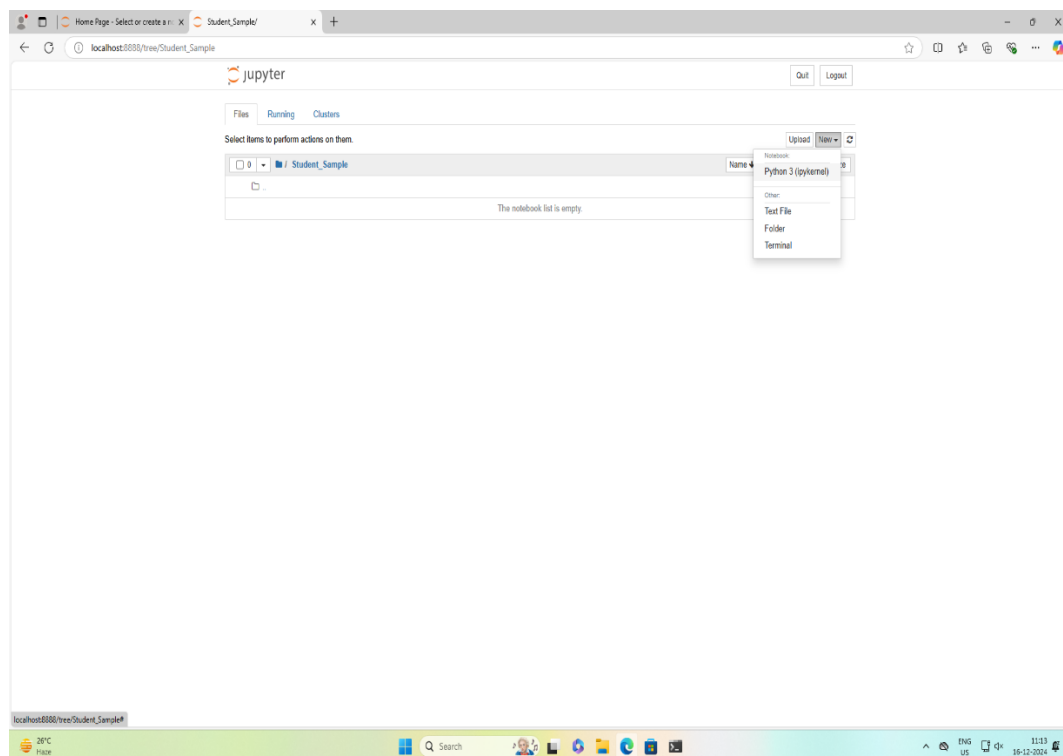 Home Page - Select or create a n
Student_Sample/
localhost:8888/tree/Student_Sample
jupyter
Quit
Logout
Files
Running
Clusters
Select items to perform actions on them.
Upload
New
0
/ Student_Sample
Name
..
The notebook list is empty.
Notebook:
Python 3 (ipykernel)
Other:
Text File
Folder
Terminal
localhost:8888/tree/Student_Sample#
26°C
Haze
Search
ENG
US
11:13
16-12-2024